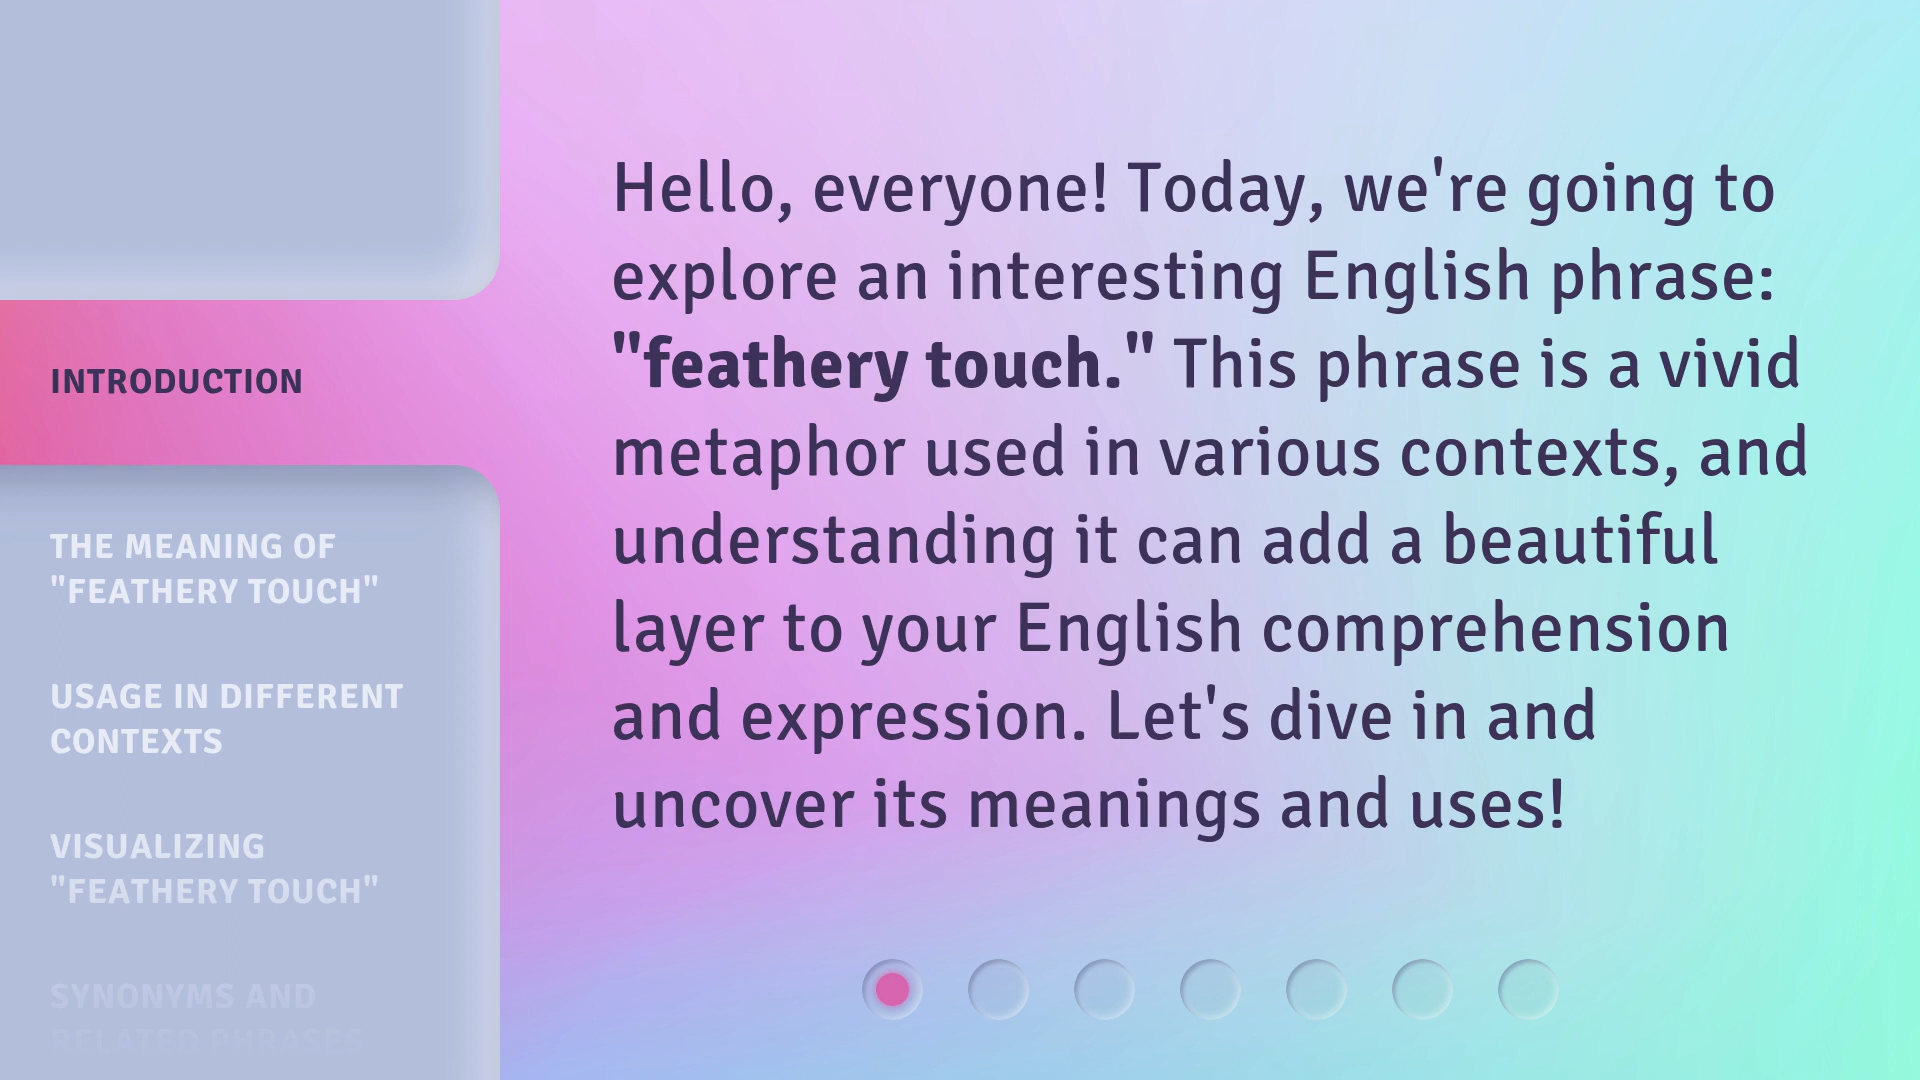 INTRODUCTION
THE MEANING OF
"FEATHERY TOUCH"
USAGE IN DIFFERENT
CONTEXTS
VISUALIZING
"FEATHERY TOUCH"
SYNONYMS AND
RELATED PHRASES
Hello, everyone! Today, we're going to
explore an interesting English phrase:
"feathery touch." This phrase is a vivid
metaphor used in various contexts, and
understanding it can add a beautiful
layer to your English comprehension
and expression. Let's dive in and
uncover its meanings and uses!